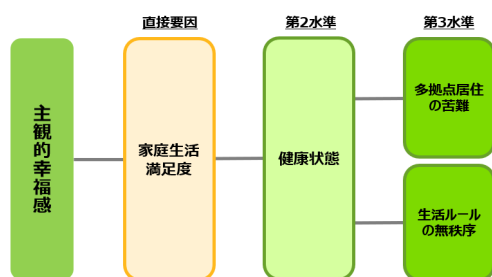 直接要因
第2水準
第3水準
主観的幸福感
家庭生活
満足度
健康状態
多拠点居住
の苦難
生活ルール
の無秩序